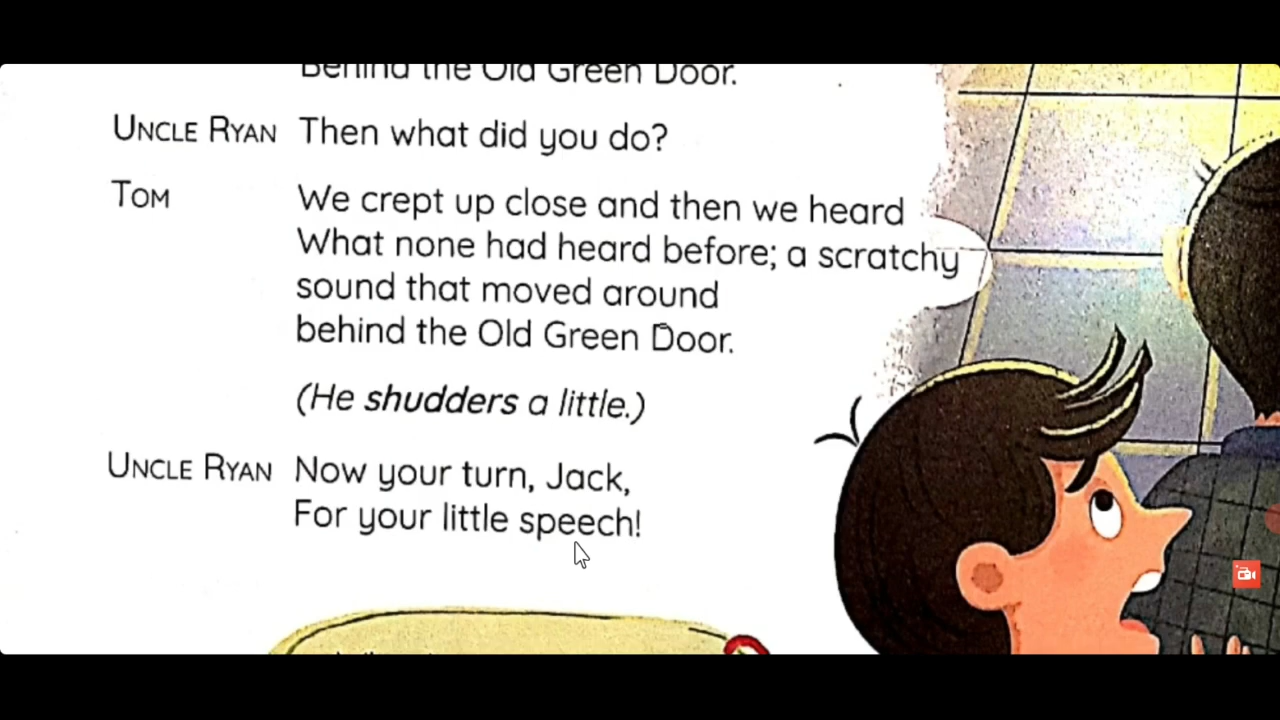 Behind the Old Green Door.
UNCLE RYAN Then what did you do?
TOM We crept up close and then we heard
What none had heard before; a scratchy
sound that moved around
behind the Old Green Door.
(He shudders a little.)
UNCLE RYAN Now your turn, Jack,
For your little speech!